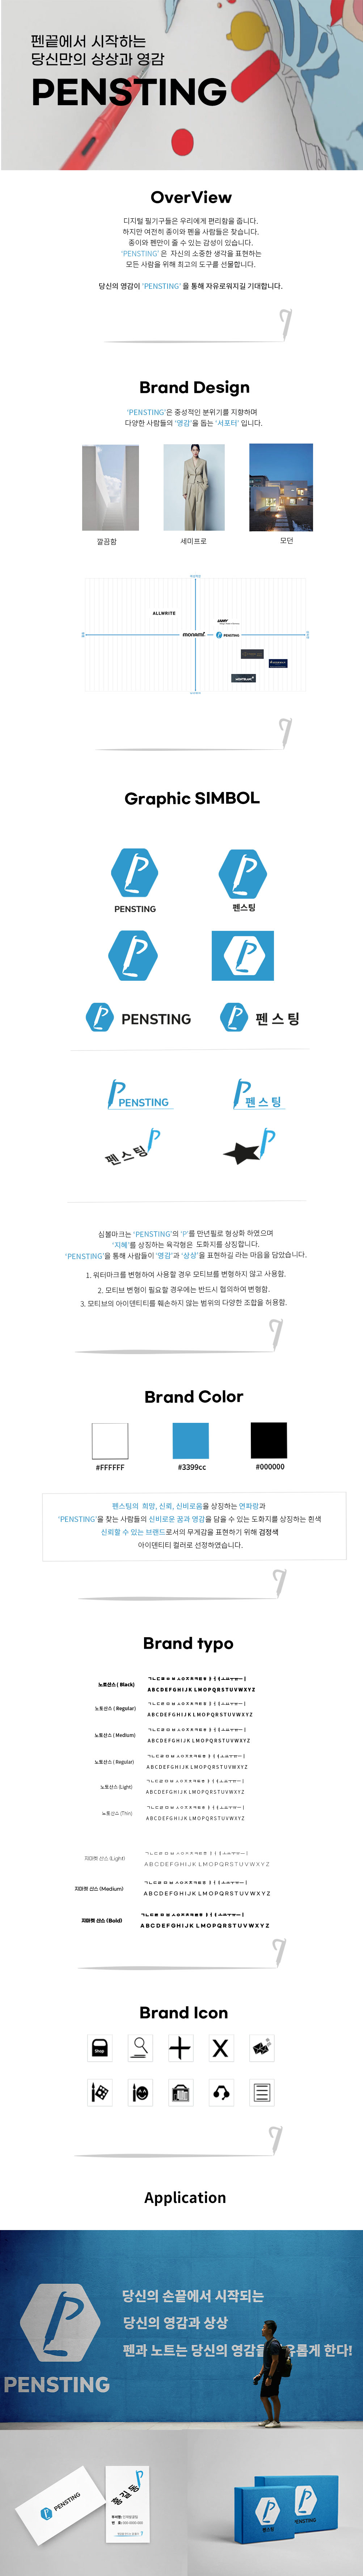 펜끝에서 시작하는
당신만의 상상과 영감
PENSTING
OverView
디지털 필기구들은 우리에게 편리함을 줍니다.
하지만 여전히 종이와 펜을 사람들은 찾습니다.
종이와 펜만이 줄 수 있는 감성이 있습니다.
'PENSTING' 은 자신의 소중한 생각을 표현하는
모든 사람을 위해 최고의 도구를 선물합니다.
당신의 영감이 'PENSTING' 을 통해 자유로워지길 기대합니다.
Brand Design
'PENSTING'은 중성적인 분위기를 지향하며
다양한 사람들의 '영감'을 돕는 '서포터' 입니다.
깔끔함 세미프로 모던
ALLWRITE
LAMY
monami PENSTING
MONTBLANC
Graphic SIMBOL
PENSTING 펜스팅
PENSTING 펜스팅
PENSTING 펜스팅
펜스팅
심볼마크는 'PENSTING'의 'P'를 만년필로 형상화 하였으며
'지혜'를 상징하는 육각형은 도화지를 상징합니다.
'PENSTING'을 통해 사람들이 '영감'과 '상상'을 표현하길 라는 마음을 담았습니다.
1. 워터마크를 변형하여 사용할 경우 모티브를 변형하지 않고 사용함.
2. 모티브 변형이 필요할 경우에는 반드시 협의하여 변형함.
3. 모티브의 아이덴티티를 훼손하지 않는 범위의 다양한 조합을 허용함.
Brand Color
#FFFFFF #3399cc #000000
펜스팅의 희망, 신뢰, 신비로움을 상징하는 연파랑과
'PENSTING'을 찾는 사람들의 신비로운 꿈과 영감을 담을 수 있는 도화지를 상징하는 흰색
신뢰할 수 있는 브랜드로서의 무게감을 표현하기 위해 검정색
아이덴티티 컬러로 선정하였습니다.
Brand typo
노토산스 ( Black)
ABCDEFGHIJK LMOPQRSTUVWXYZ
노토산스 ( Regular)
ABCDEFGHIJK LMOPQRSTUVWXYZ
노토산스 ( Medium)
ABCDEFGHIJK LMOPQRSTUVWXYZ
노토산스 ( Regular)
ABCDEFGHIJK LMOPQRSTUVWXYZ
노토산스 (Light)
ABCDEFGHIJK LMOPQRSTUVWXYZ
노토산스 (Thin)
ABCDEFGHIJK LMOPQRSTUVWXYZ
지마켓 산스 (Light)
ABCDEFGHIJK LMOPQRSTUVWXYZ
지마켓 산스 (Medium)
ABCDEFGHIJK LMOPQRSTUVWXYZ
지마켓 산스 (Bold)
ABCDEFGHIJK LMOPQRSTUVWXYZ
Brand Icon
Shop
Application
당신의 손끝에서 시작되는
당신의 영감과 상상
펜과 노트는 당신의 영감을 롭게 한다!
PENSTING
PENSTING
홍길동
펜스팅
PENSTING